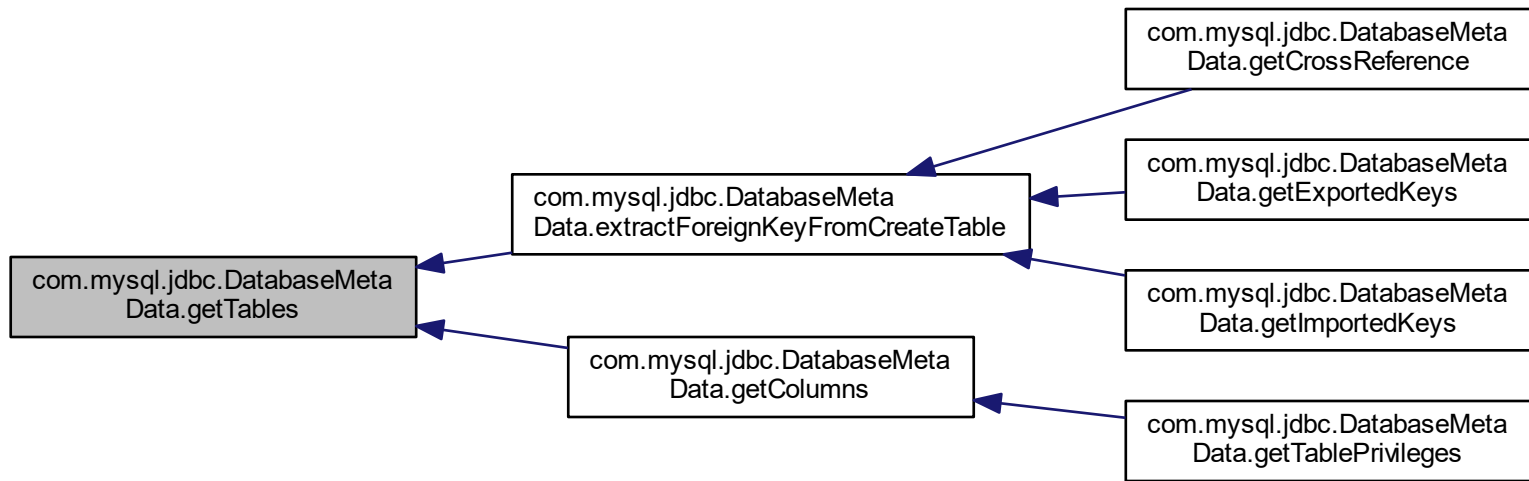 com.mysql.jdbc.DatabaseMeta
Data.getCrossReference
com.mysql.jdbc.DatabaseMeta
Data.getExportedKeys
com.mysql.jdbc.DatabaseMeta
Data.extractForeignKeyFromCreateTable
com.mysql.jdbc.DatabaseMeta
Data.getTables
com.mysql.jdbc.DatabaseMeta
Data.getImportedKeys
com.mysql.jdbc.DatabaseMeta
Data.getColumns
com.mysql.jdbc.DatabaseMeta
Data.getTablePrivileges